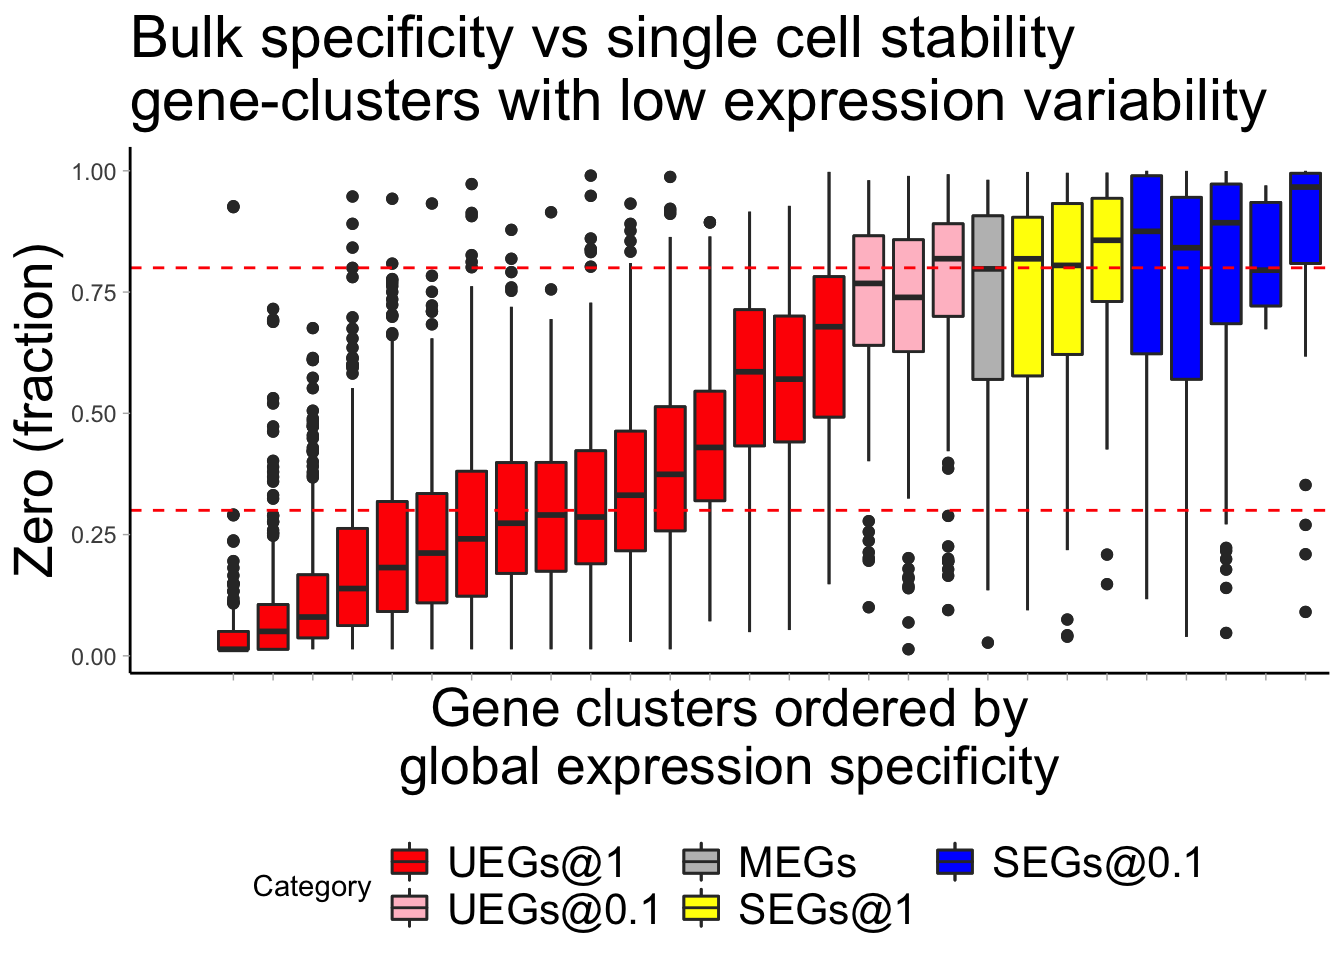 Bulk specificity vs single cell stability
gene-clusters with low expression variability
Zero (fraction)
1.00
0.75
0.50
0.25
0.00
Gene clusters ordered by
global expression specificity
Category
UEGs@1
MEGs
SEGs@0.1
UEGs@0.1
SEGs@1